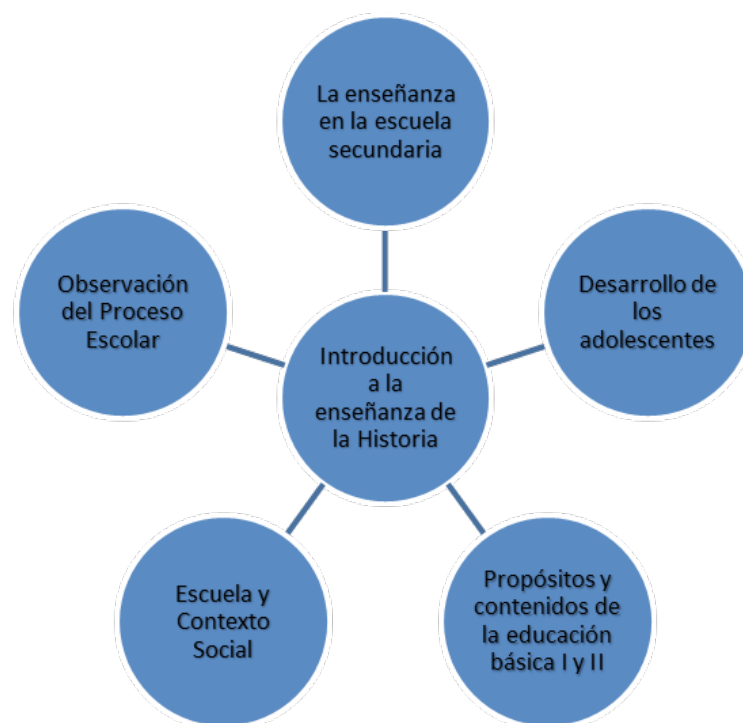 La enseñanza
en la escuela
secundaria
Observación
del Proceso
Escolar
Desarrollo de
los
adolescentes
Introducción
a la
enseñanza de
la Historia
Escuela y
Contexto
Social
Propósitos y
contenidos de
la educación
básica I y II